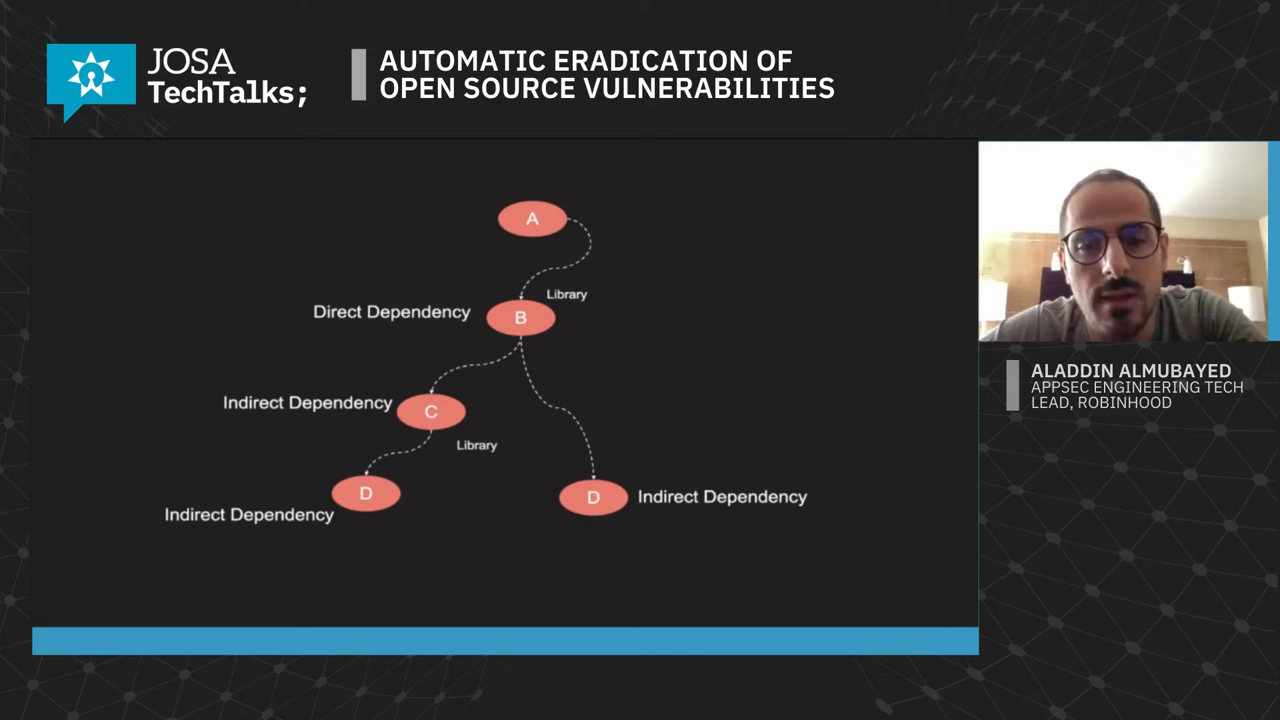 JOSA
TechTalks;
AUTOMATIC ERADICATION OF
OPEN SOURCE VULNERABILITIES
A
Library
Direct Dependency
B
Indirect Dependency
C
Library
D
Indirect Dependency
D
Indirect Dependency
ALADDIN ALMUBAYED
APPSEC ENGINEERING TECH
LEAD, ROBINHOOD